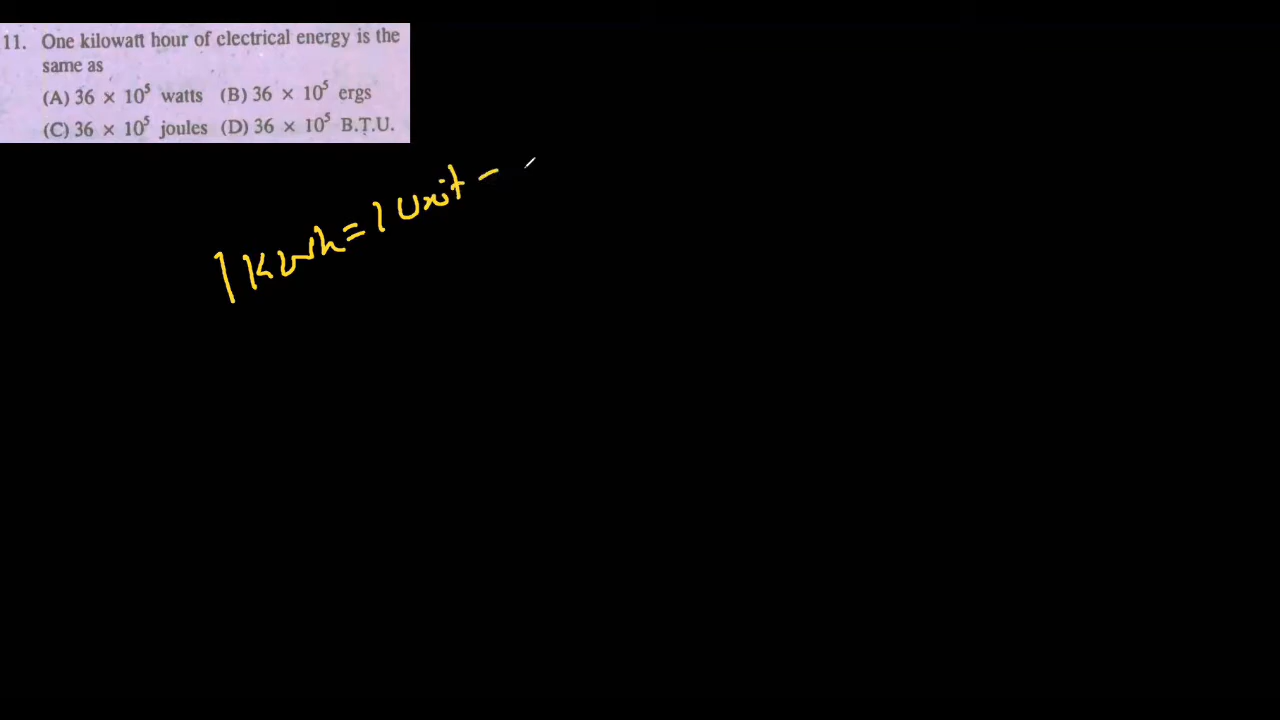 11. One kilowatt hour of electrical energy is the
same as
(A) 36 × 10⁵ watts (B) 36 × 10⁵ ergs
(C) 36 × 10⁵ joules (D) 36 × 10⁵ B.T.U.
1 Kwh = 1 Unit -